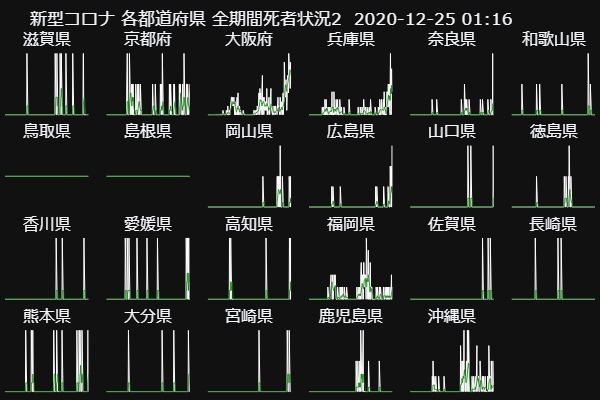 新型コロナ 各都道府県 全期間死者状況2 2020-12-25 01:16
滋賀県 京都府 大阪府 兵庫県 奈良県 和歌山県
鳥取県 島根県 岡山県 広島県 山口県 徳島県
香川県 愛媛県 高知県 福岡県 佐賀県 長崎県
熊本県 大分県 宮崎県 鹿児島県 沖縄県